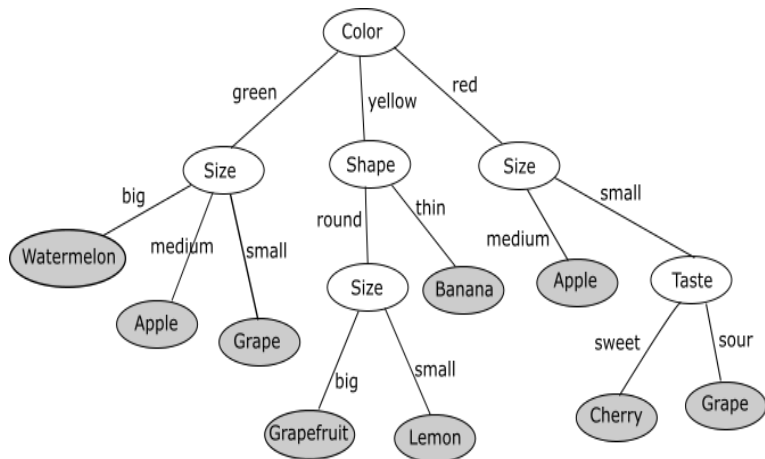 Color
green
yellow
red
Size
Shape
Size
big
medium
small
round
thin
medium
small
Watermelon
Apple
Grape
Size
Banana
Apple
Taste
big
small
sweet
sour
Grapefruit
Lemon
Cherry
Grape